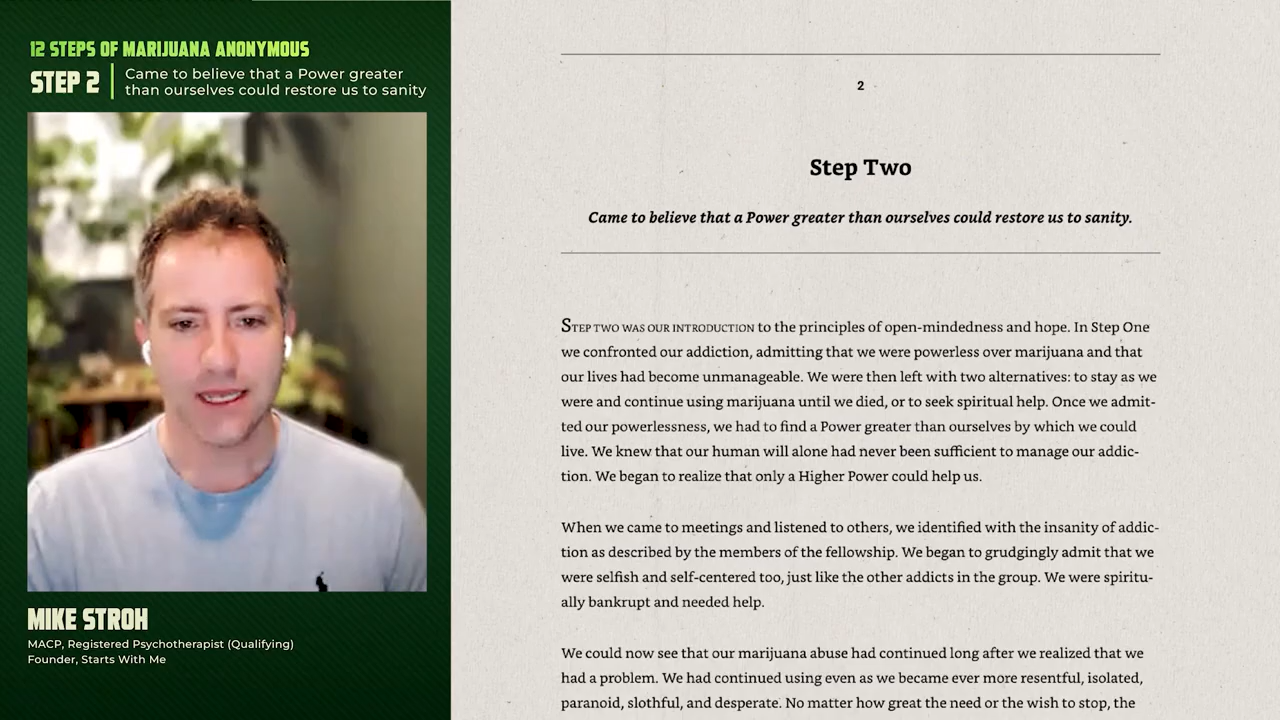 12 STEPS OF MARIJUANA ANONYMOUS
STEP 2
Came to believe that a Power greater
than ourselves could restore us to sanity
MIKE STROH
MACP, Registered Psychotherapist (Qualifying)
Founder, Starts With Me
2
Step Two
Came to believe that a Power greater than ourselves could restore us to sanity.
STEP TWO WAS OUR INTRODUCTION to the principles of open-mindedness and hope. In Step One
we confronted our addiction, admitting that we were powerless over marijuana and that
our lives had become unmanageable. We were then left with two alternatives: to stay as we
were and continue using marijuana until we died, or to seek spiritual help. Once we admit-
ted our powerlessness, we had to find a Power greater than ourselves by which we could
live. We knew that our human will alone had never been sufficient to manage our addic-
tion. We began to realize that only a Higher Power could help us.
When we came to meetings and listened to others, we identified with the insanity of addic-
tion as described by the members of the fellowship. We began to grudgingly admit that we
were selfish and self-centered too, just like the other addicts in the group. We were spiritu-
ally bankrupt and needed help.
We could now see that our marijuana abuse had continued long after we realized that we
had a problem. We had continued using even as we became ever more resentful, isolated,
paranoid, slothful, and desperate. No matter how great the need or the wish to stop, the